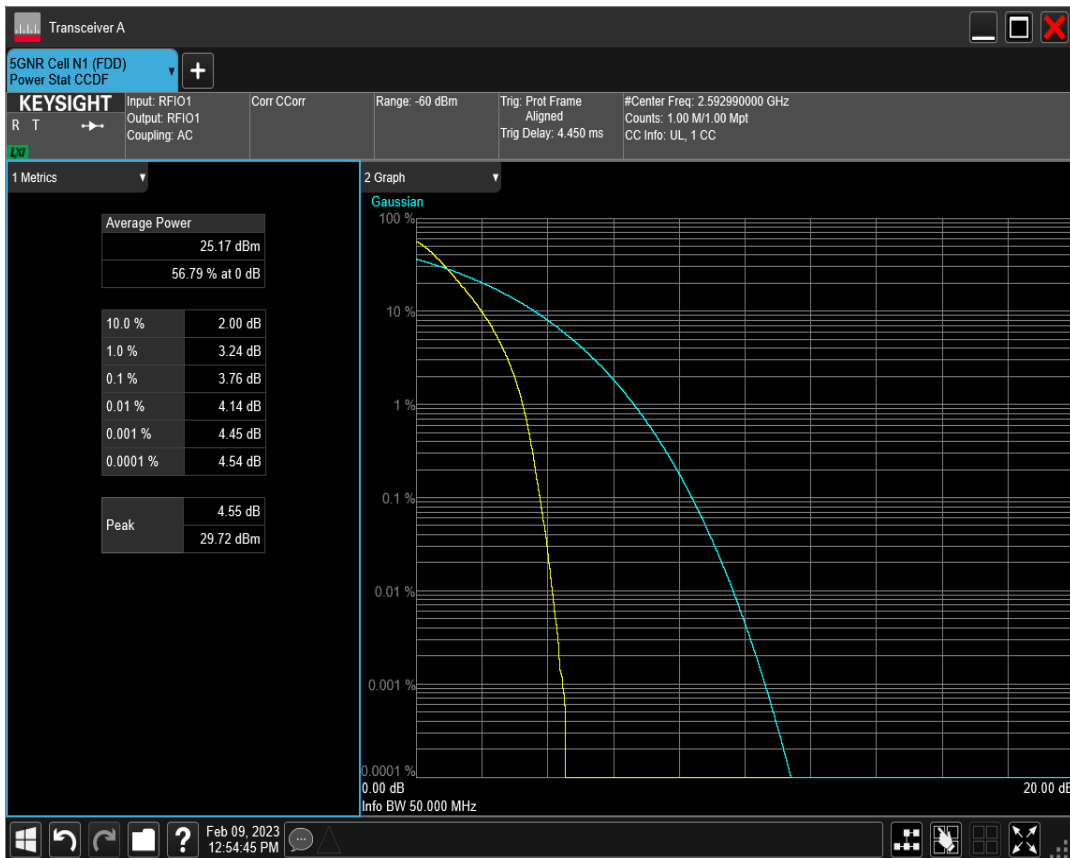 Transceiver A
5GNR Cell N1 (FDD)
Power Stat CCDF
KEYSIGHT
R T
LXI
Input: RFIO1
Output: RFIO1
Coupling: AC
Corr CCorr
Range: -60 dBm
Trig: Prot Frame
Aligned
Trig Delay: 4.450 ms
#Center Freq: 2.592990000 GHz
Counts: 1.00 M/1.00 Mpt
CC Info: UL, 1 CC
1 Metrics
Average Power
25.17 dBm
56.79 % at 0 dB
10.0 % 2.00 dB
1.0 % 3.24 dB
0.1 % 3.76 dB
0.01 % 4.14 dB
0.001 % 4.45 dB
0.0001 % 4.54 dB
Peak 4.55 dB
29.72 dBm
2 Graph
Gaussian
100 %
10 %
1 %
0.1 %
0.01 %
0.001 %
0.0001 %
0.00 dB 20.00 dB
Info BW 50.000 MHz
Feb 09, 2023
12:54:45 PM